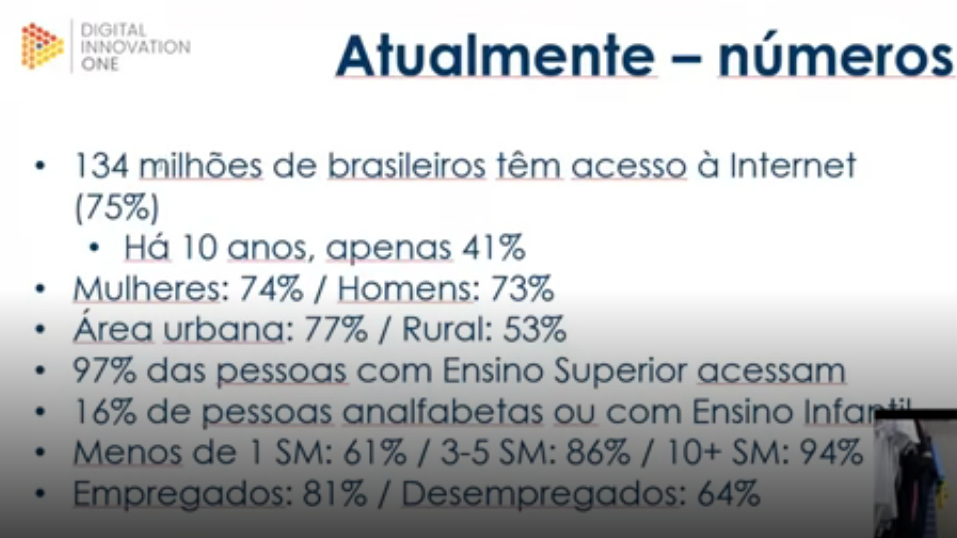 DIGITAL
INNOVATION
ONE
Atualmente – números
• 134 milhões de brasileiros têm acesso à Internet
(75%)
• Há 10 anos, apenas 41%
• Mulheres: 74% / Homens: 73%
• Área urbana: 77% / Rural: 53%
• 97% das pessoas com Ensino Superior acessam
• 16% de pessoas analfabetas ou com Ensino Infantil
• Menos de 1 SM: 61% / 3-5 SM: 86% / 10+ SM: 94%
• Empregados: 81% / Desempregados: 64%